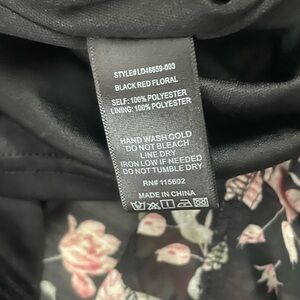 STYLE#LD46659-003
BLACK RED FLORAL
SELF: 100% POLYESTER
LINING: 100% POLYESTER
HAND WASH COLD
DO NOT BLEACH
LINE DRY
IRON LOW IF NEEDED
DO NOT TUMBLE DRY
RN# 115602
MADE IN CHINA